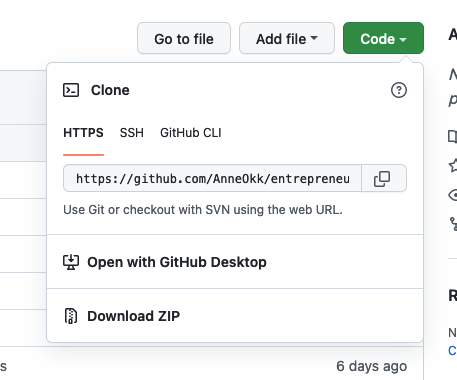 Go to file
Add file
Code
A
N
p
Clone
HTTPS SSH GitHub CLI
https://github.com/AnneOkk/entrepreneu
Use Git or checkout with SVN using the web URL.
Open with GitHub Desktop
R
Download ZIP
N
C
s
6 days ago